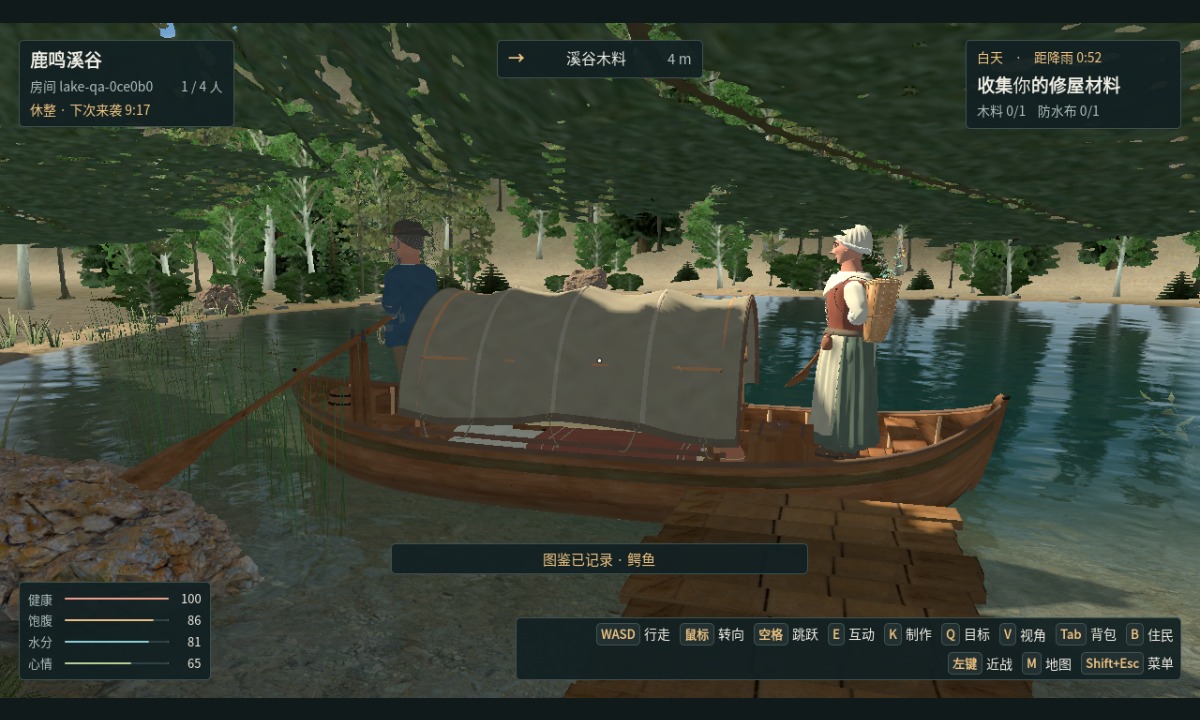 鹿鸣溪谷
房间 lake-qa-0ce0b0 1 / 4 人
休整 · 下次来袭 9:17
→ 溪谷木料 4 m
白天 · 距降雨 0:52
收集你的修屋材料
木料 0/1 防水布 0/1
图鉴已记录 · 鳄鱼
健康 100
饱腹 86
水分 81
心情 65
WASD 行走 鼠标 转向 空格 跳跃 E 互动 K 制作 Q 目标 V 视角 Tab 背包 B 住民
左键 近战 M 地图 Shift+Esc 菜单